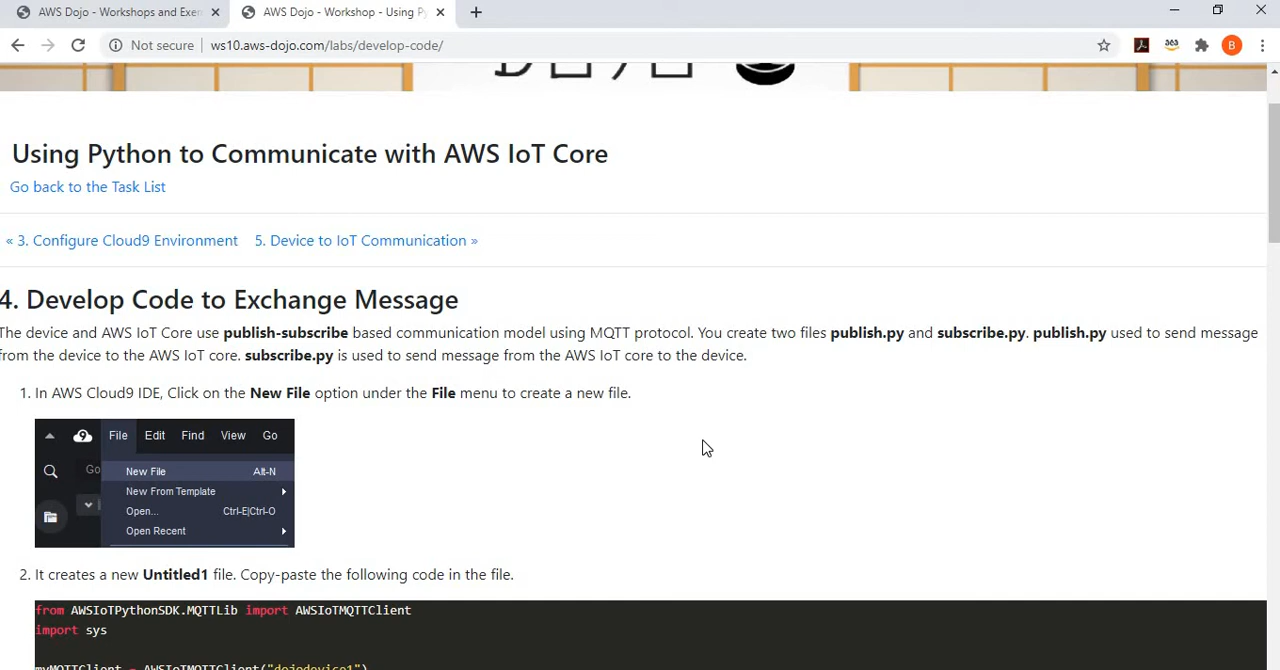 AWS Dojo - Workshops and Exer
AWS Dojo - Workshop - Using Py
Not secure | ws10.aws-dojo.com/labs/develop-code/
B
Using Python to Communicate with AWS IoT Core
Go back to the Task List
« 3. Configure Cloud9 Environment 5. Device to IoT Communication »
4. Develop Code to Exchange Message
The device and AWS IoT Core use publish-subscribe based communication model using MQTT protocol. You create two files publish.py and subscribe.py. publish.py used to send message
from the device to the AWS IoT core. subscribe.py is used to send message from the AWS IoT core to the device.
1. In AWS Cloud9 IDE, Click on the New File option under the File menu to create a new file.
9 File Edit Find View Go
Go New File Alt-N
New From Template
Open... Ctrl-E|Ctrl-O
Open Recent
2. It creates a new Untitled1 file. Copy-paste the following code in the file.
from AWSIoTPythonSDK.MQTTLib import AWSIoTMQTTClient
import sys
myMQTTClient = AWSIoTMQTTClient("dojodevice1")